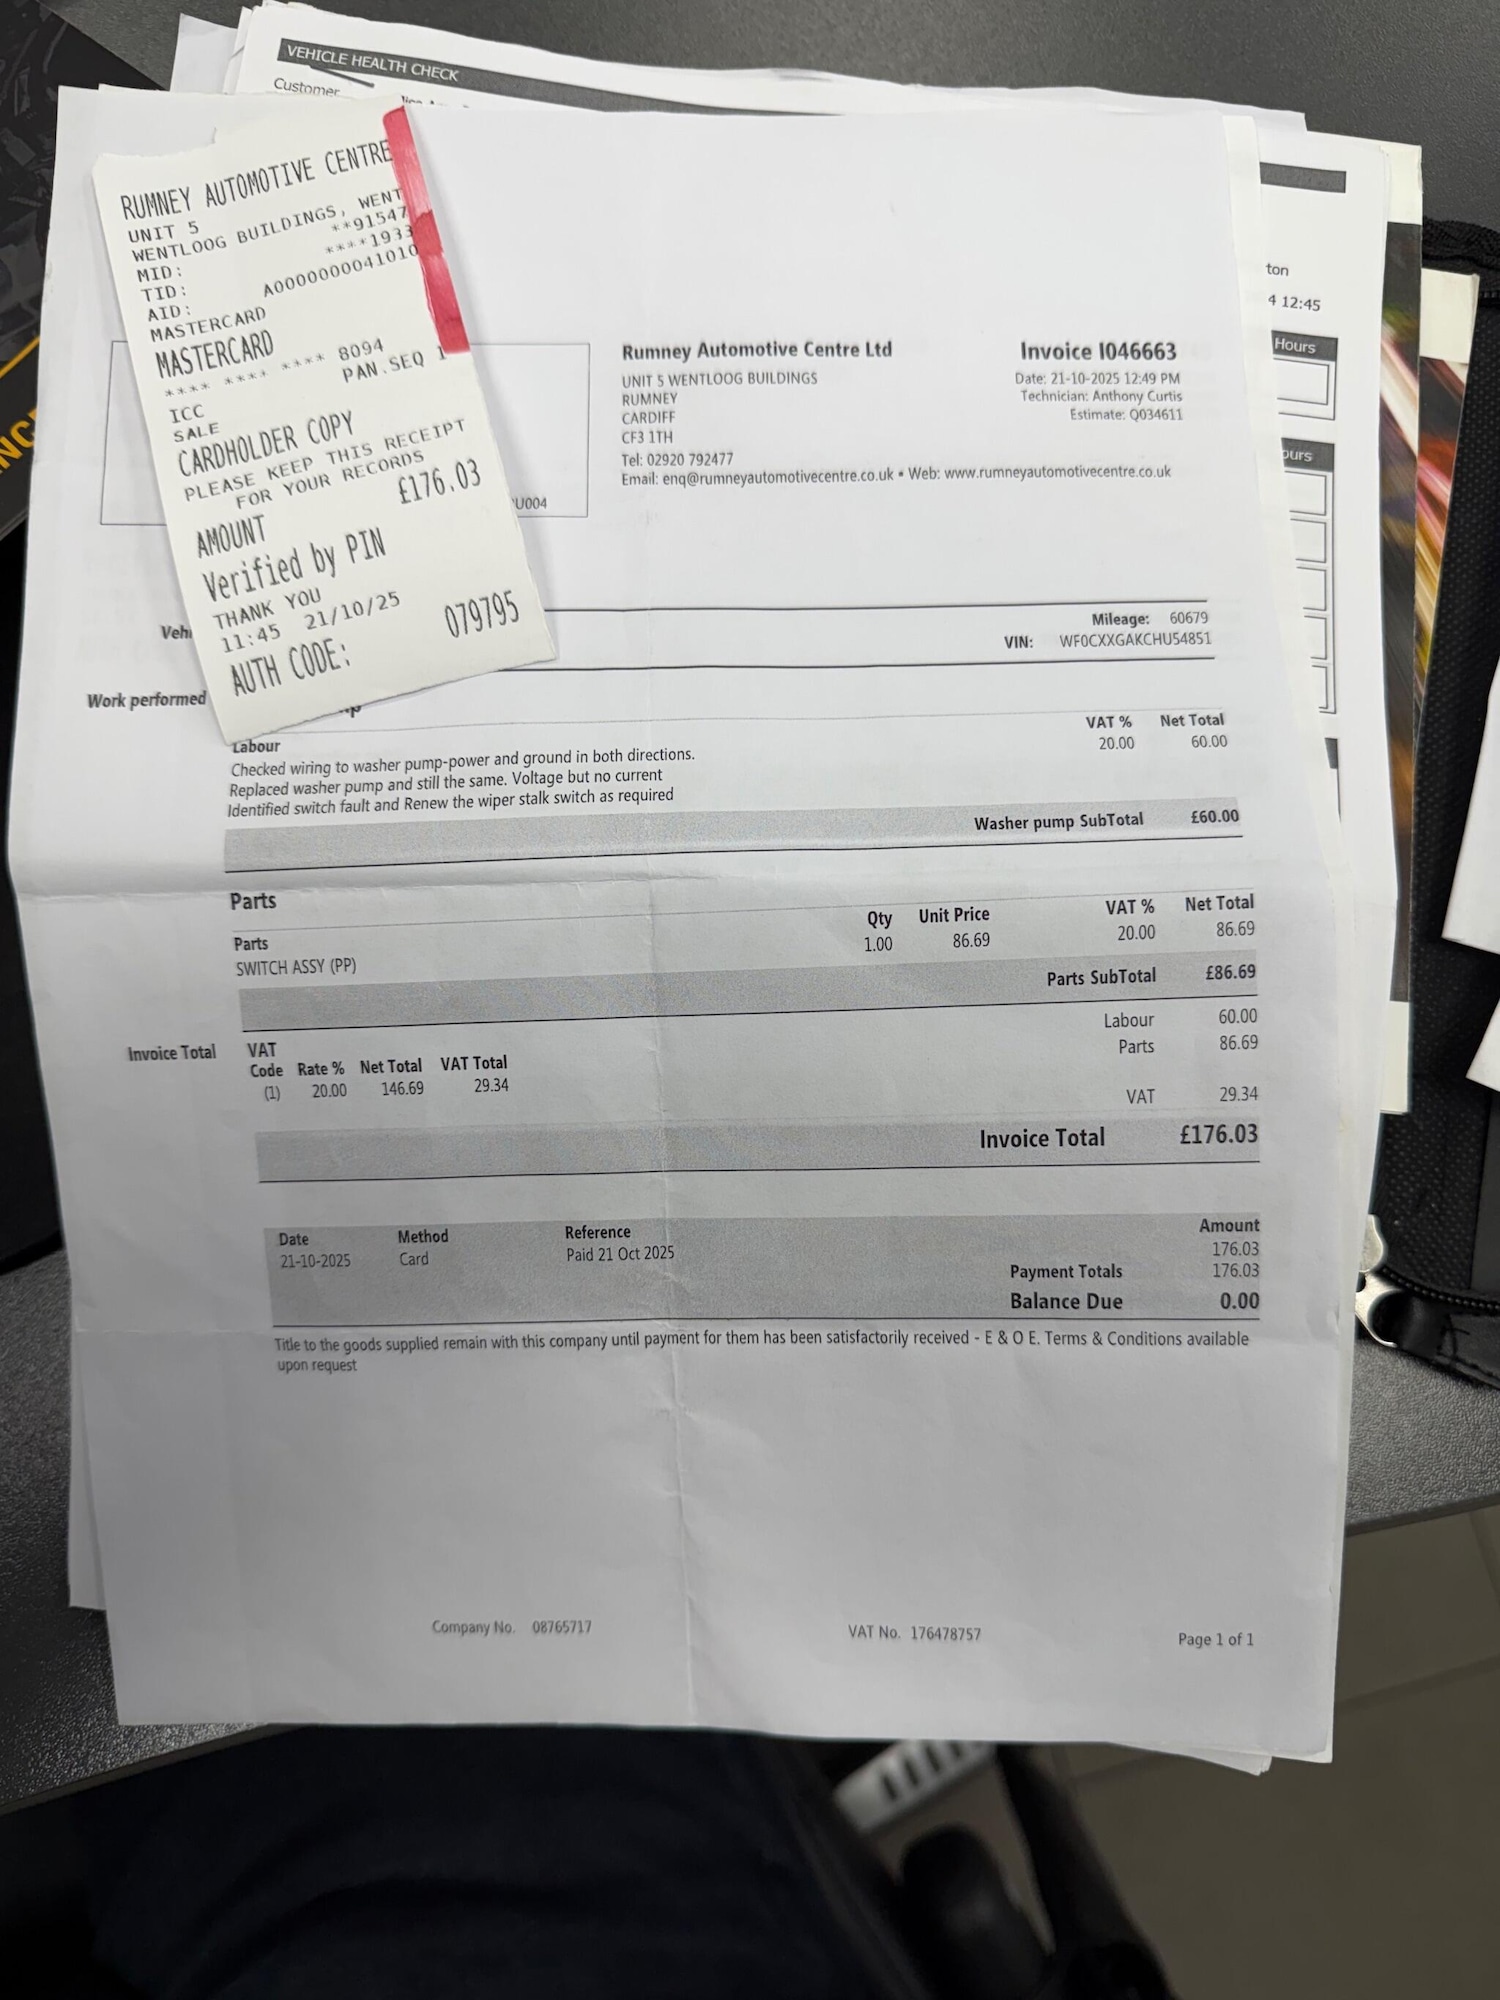 VEHICLE HEALTH CHECK
Customer
RUMNEY AUTOMOTIVE CENTRE
UNIT 5
WENTLOOG BUILDINGS, WENT
MID: **91547
TID: ****1933
AID: A0000000041010
MASTERCARD
MASTERCARD
**** **** **** 8094
PAN.SEQ 1
ICC
SALE
CARDHOLDER COPY
PLEASE KEEP THIS RECEIPT
FOR YOUR RECORDS
AMOUNT £176.03
Verified by PIN
THANK YOU
11:45 21/10/25
AUTH CODE: 079795
U004
Rumney Automotive Centre Ltd
UNIT 5 WENTLOOG BUILDINGS
RUMNEY
CARDIFF
CF3 1TH
Tel: 02920 792477
Email: enq@rumneyautomotivecentre.co.uk • Web: www.rumneyautomotivecentre.co.uk
Invoice I046663
Date: 21-10-2025 12:49 PM
Technician: Anthony Curtis
Estimate: Q034611
ton
4 12:45
Hours
ours
Vehi
Mileage: 60679
VIN: WF0CXXGAKCHU54851
Work performed
Labour VAT % Net Total
20.00 60.00
Checked wiring to washer pump-power and ground in both directions.
Replaced washer pump and still the same. Voltage but no current
Identified switch fault and Renew the wiper stalk switch as required
Washer pump SubTotal £60.00
Parts
Parts Qty Unit Price VAT % Net Total
SWITCH ASSY (PP) 1.00 86.69 20.00 86.69
Parts SubTotal £86.69
Labour 60.00
Parts 86.69
VAT 29.34
Invoice Total
VAT
Code Rate % Net Total VAT Total
(1) 20.00 146.69 29.34
Invoice Total £176.03
Date Method Reference Amount
21-10-2025 Card Paid 21 Oct 2025 176.03
Payment Totals 176.03
Balance Due 0.00
Title to the goods supplied remain with this company until payment for them has been satisfactorily received - E & O E. Terms & Conditions available
upon request
Company No. 08765717 VAT No. 176478757 Page 1 of 1